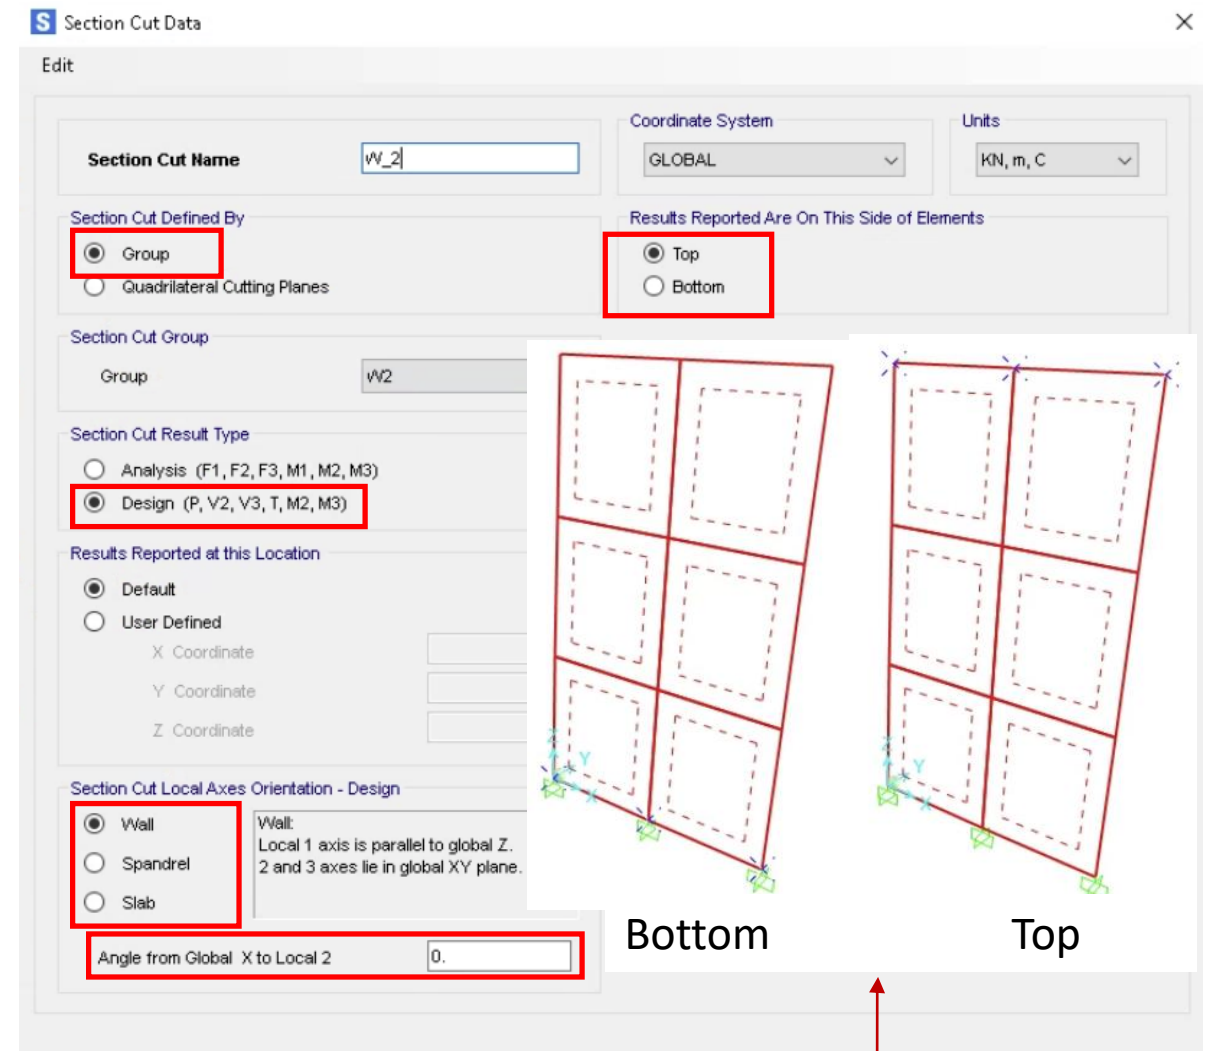 S Section Cut Data
Edit
Section Cut Name
W_2
Coordinate System
GLOBAL
Units
KN, m, C
Section Cut Defined By
Group
Quadrilateral Cutting Planes
Results Reported Are On This Side of Elements
Top
Bottom
Section Cut Group
Group
W2
Section Cut Result Type
Analysis (F1, F2, F3, M1, M2, M3)
Design (P, V2, V3, T, M2, M3)
Results Reported at this Location
Default
User Defined
X Coordinate
Y Coordinate
Z Coordinate
Section Cut Local Axes Orientation - Design
Wall
Spandrel
Slab
Wall:
Local 1 axis is parallel to global Z.
2 and 3 axes lie in global XY plane.
Angle from Global X to Local 2
0.
Z
Y
X
Z
Y
X
Bottom
Top